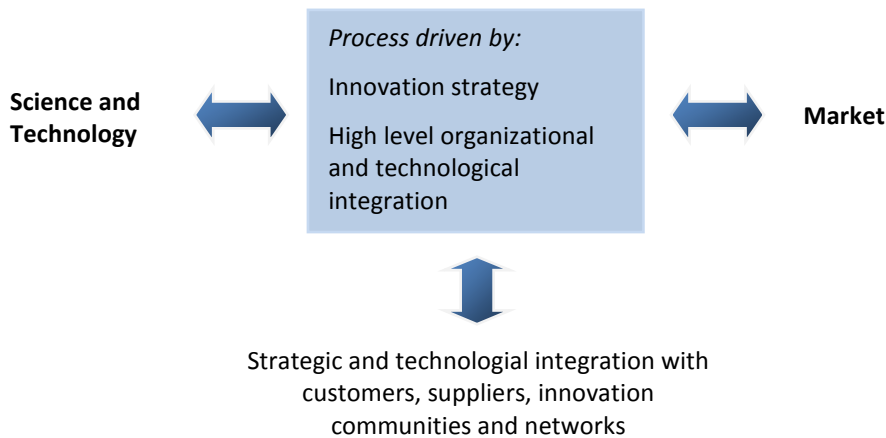 Process driven by:
Innovation strategy
High level organizational
and technological
integration
Science and
Technology
Market
Strategic and technologial integration with
customers, suppliers, innovation
communities and networks